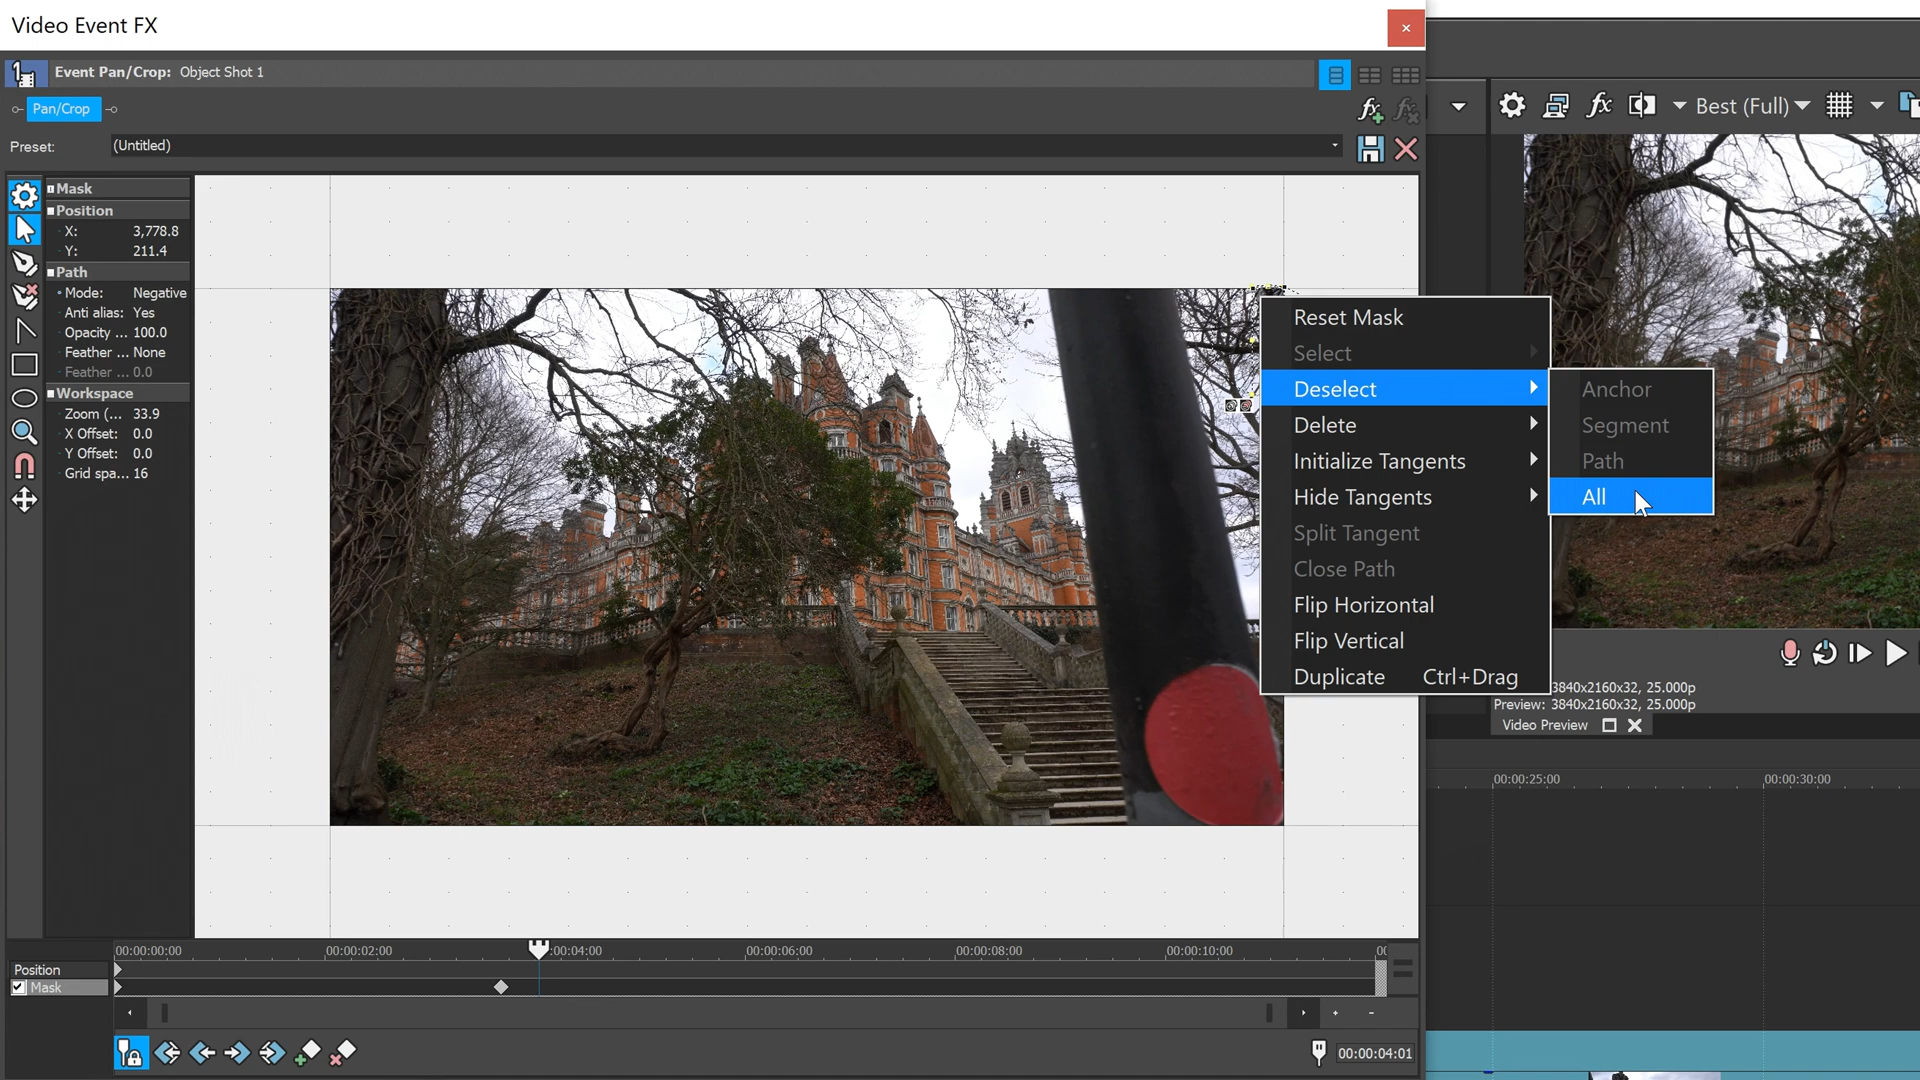 Video Event FX
Event Pan/Crop: Object Shot 1
Pan/Crop
Preset: (Untitled)
fx Best (Full)
Mask
Position
X: 3,778.8
Y: 211.4
Path
Mode: Negative
Anti alias: Yes
Opacity ... 100.0
Feather ... None
Feather ... 0.0
Workspace
Zoom (... 33.9
X Offset: 0.0
Y Offset: 0.0
Grid spa... 16
Reset Mask
Select
Deselect
Delete
Initialize Tangents
Hide Tangents
Split Tangent
Close Path
Flip Horizontal
Flip Vertical
Duplicate Ctrl+Drag
Anchor
Segment
Path
All
3840x2160x32, 25.000p
Preview: 3840x2160x32, 25.000p
Video Preview
00:00:25:00 00:00:30:00
00:00:00:00 00:00:02:00 :00:04:00 00:00:06:00 00:00:08:00 00:00:10:00 00
Position
Mask
00:00:04:01